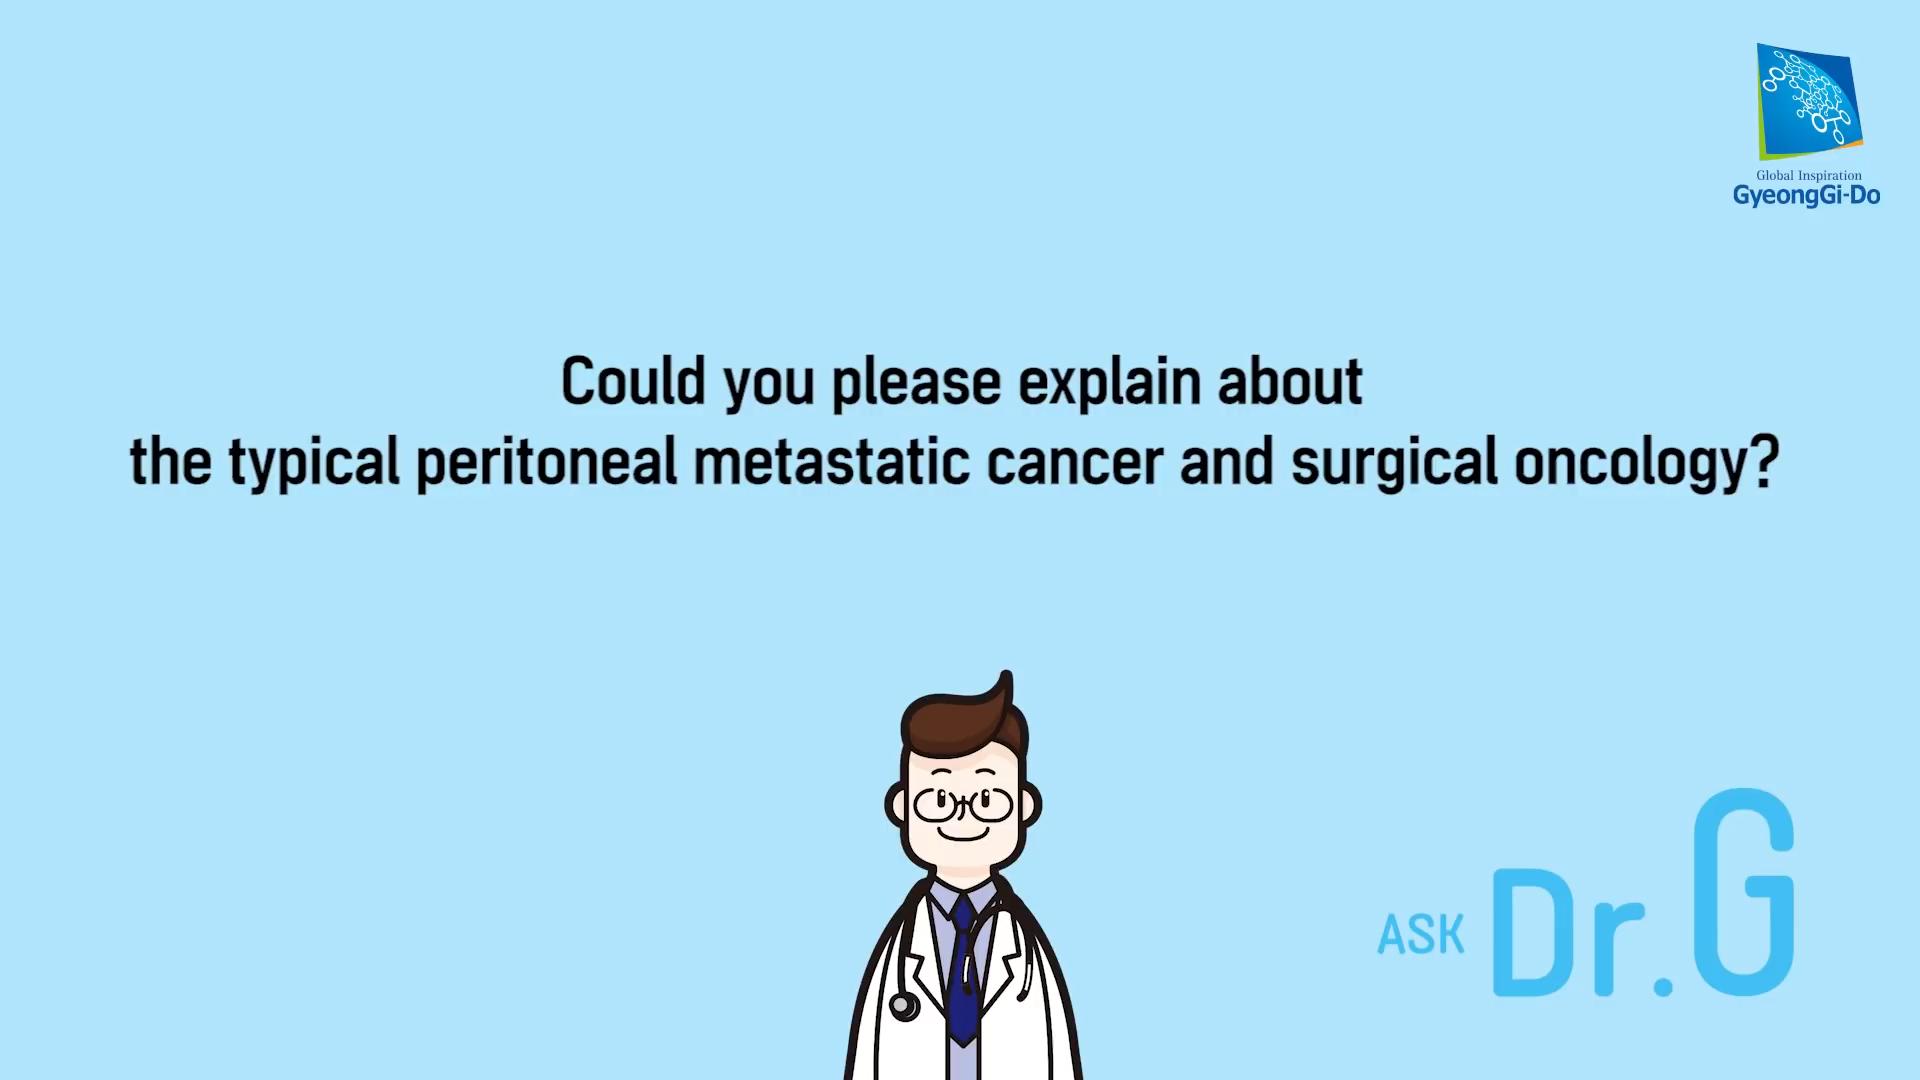 Global Inspiration
GyeongGi-Do
Could you please explain about
the typical peritoneal metastatic cancer and surgical oncology?
ASK Dr.G